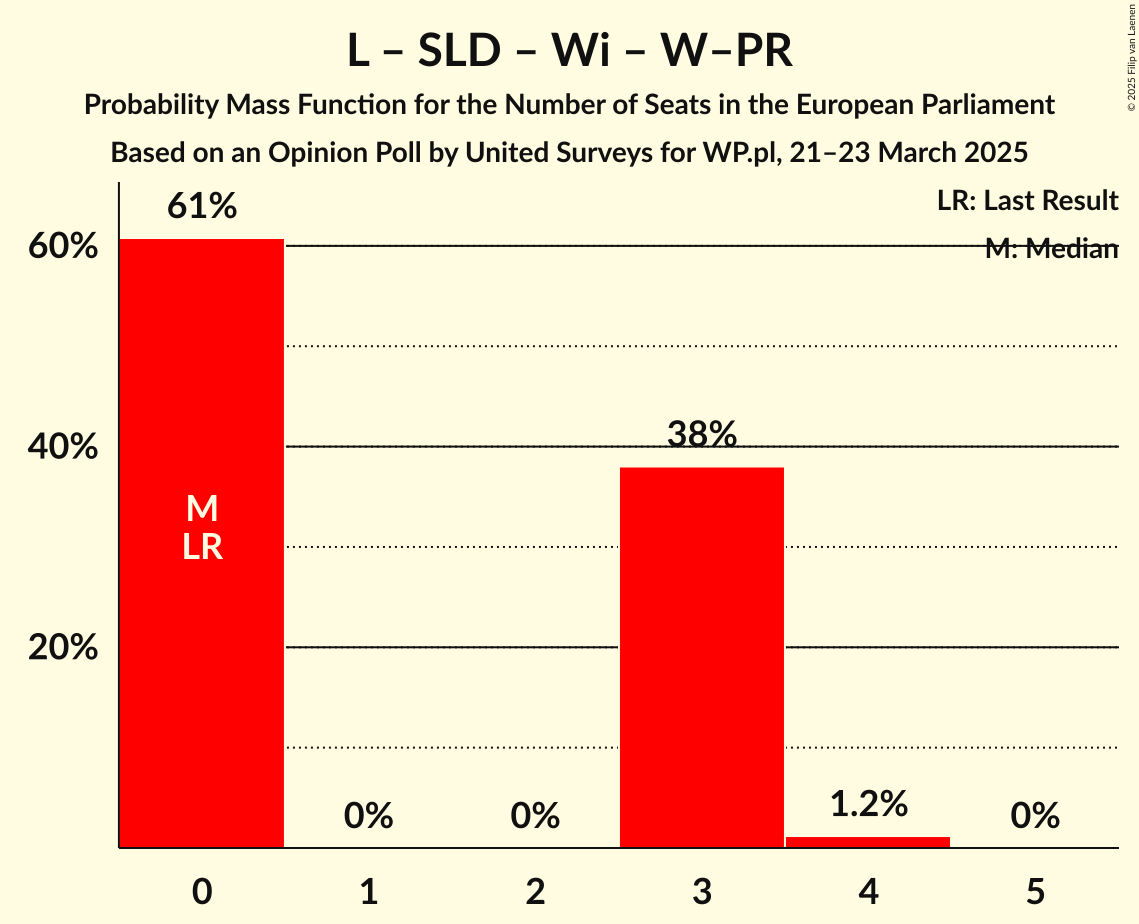 L – SLD – Wi – W–PR
Probability Mass Function for the Number of Seats in the European Parliament
Based on an Opinion Poll by United Surveys for WP.pl, 21–23 March 2025
© 2025 Filip van Laenen
LR: Last Result
M: Median
61%
60%
38%
40%
M
LR
20%
0%
0%
1.2%
0%
0
1
2
3
4
5